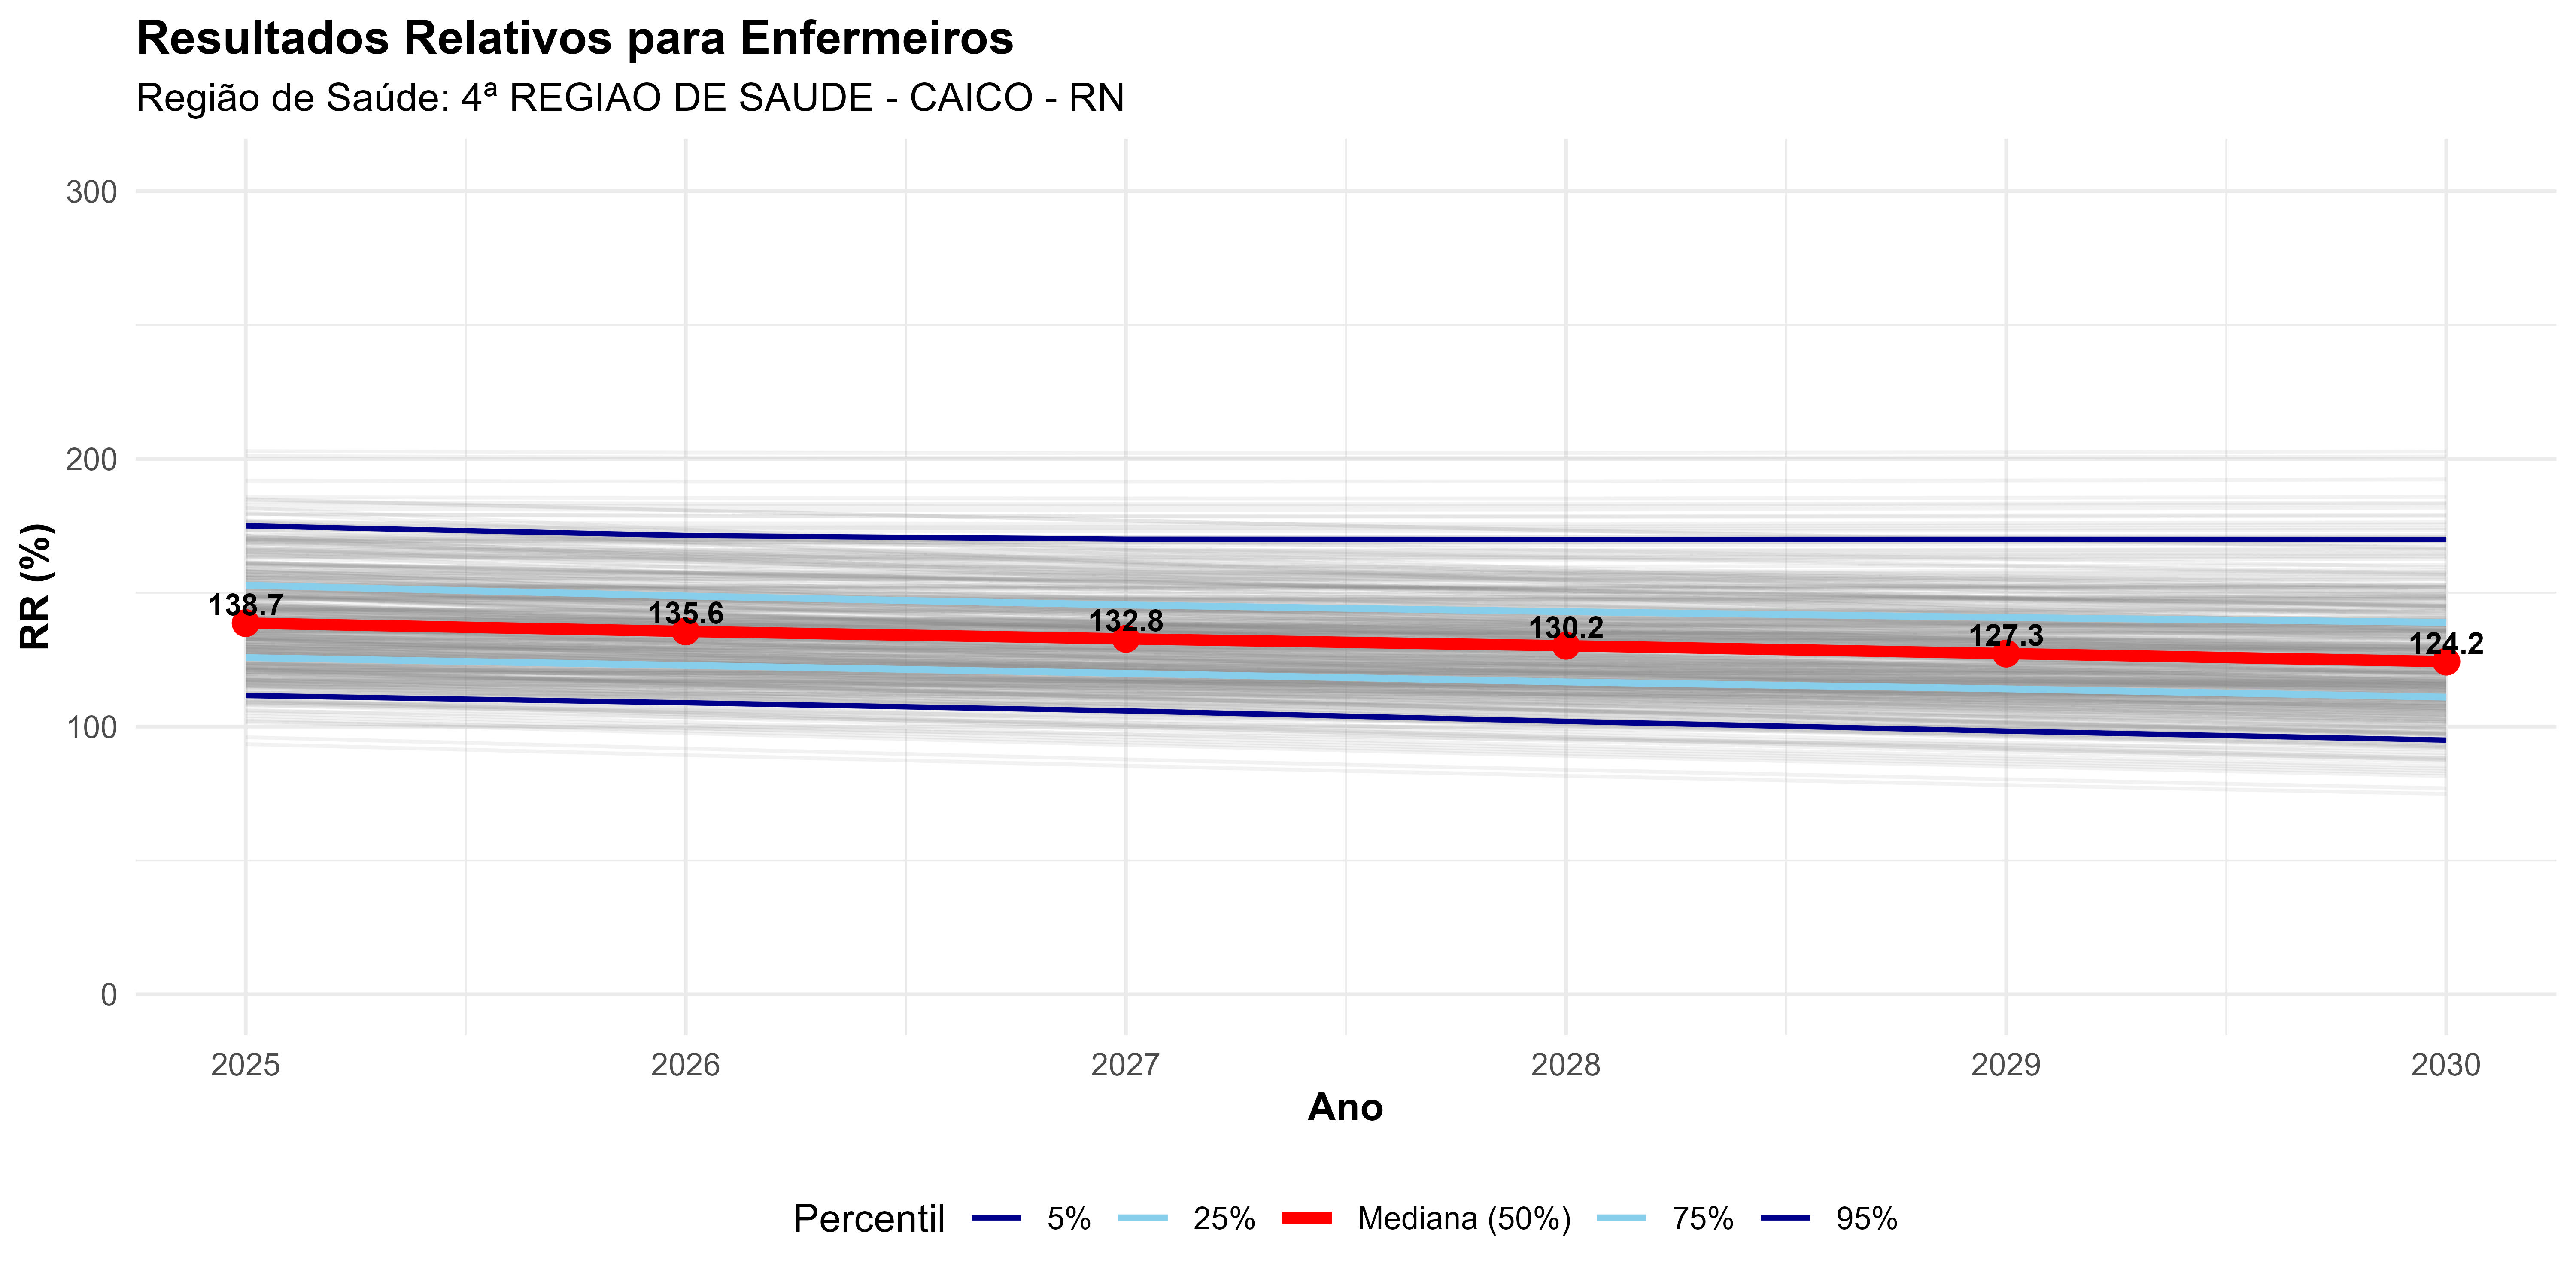 Resultados Relativos para Enfermeiros
Região de Saúde: 4ª REGIAO DE SAUDE - CAICO - RN
RR (%)
300
200
100
0
138.7
135.6
132.8
130.2
127.3
124.2
2025 2026 2027 2028 2029 2030
Ano
Percentil 5% 25% Mediana (50%) 75% 95%